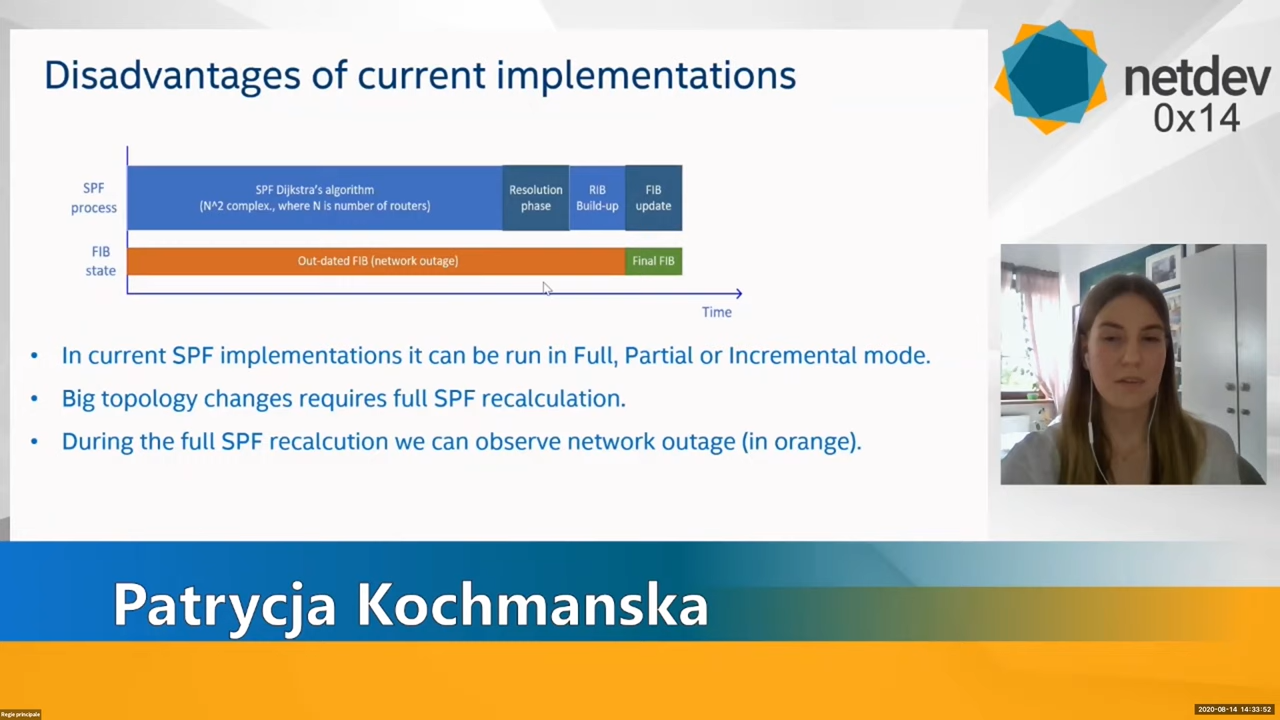 Disadvantages of current implementations
netdev
0x14
SPF
process
SPF Dijkstra's algorithm
(N^2 complex., where N is number of routers)
Resolution
phase
RIB
Build-up
FIB
update
FIB
state
Out-dated FIB (network outage)
Final FIB
Time
• In current SPF implementations it can be run in Full, Partial or Incremental mode.
• Big topology changes requires full SPF recalculation.
• During the full SPF recalcution we can observe network outage (in orange).
Patrycja Kochmanska
Regie principale
2020-08-14 14:33:52